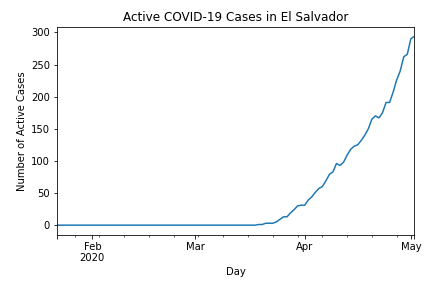 Active COVID-19 Cases in El Salvador
300
250
200
150
100
50
0
Number of Active Cases
Feb
2020
Mar
Apr
May
Day